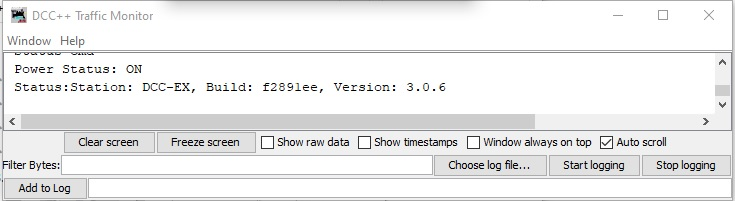 DCC++ Traffic Monitor
Window Help
Status Cmd
Power Status: ON
Status:Station: DCC-EX, Build: f2891ee, Version: 3.0.6
Clear screen Freeze screen Show raw data Show timestamps Window always on top Auto scroll
Filter Bytes: Choose log file... Start logging Stop logging
Add to Log